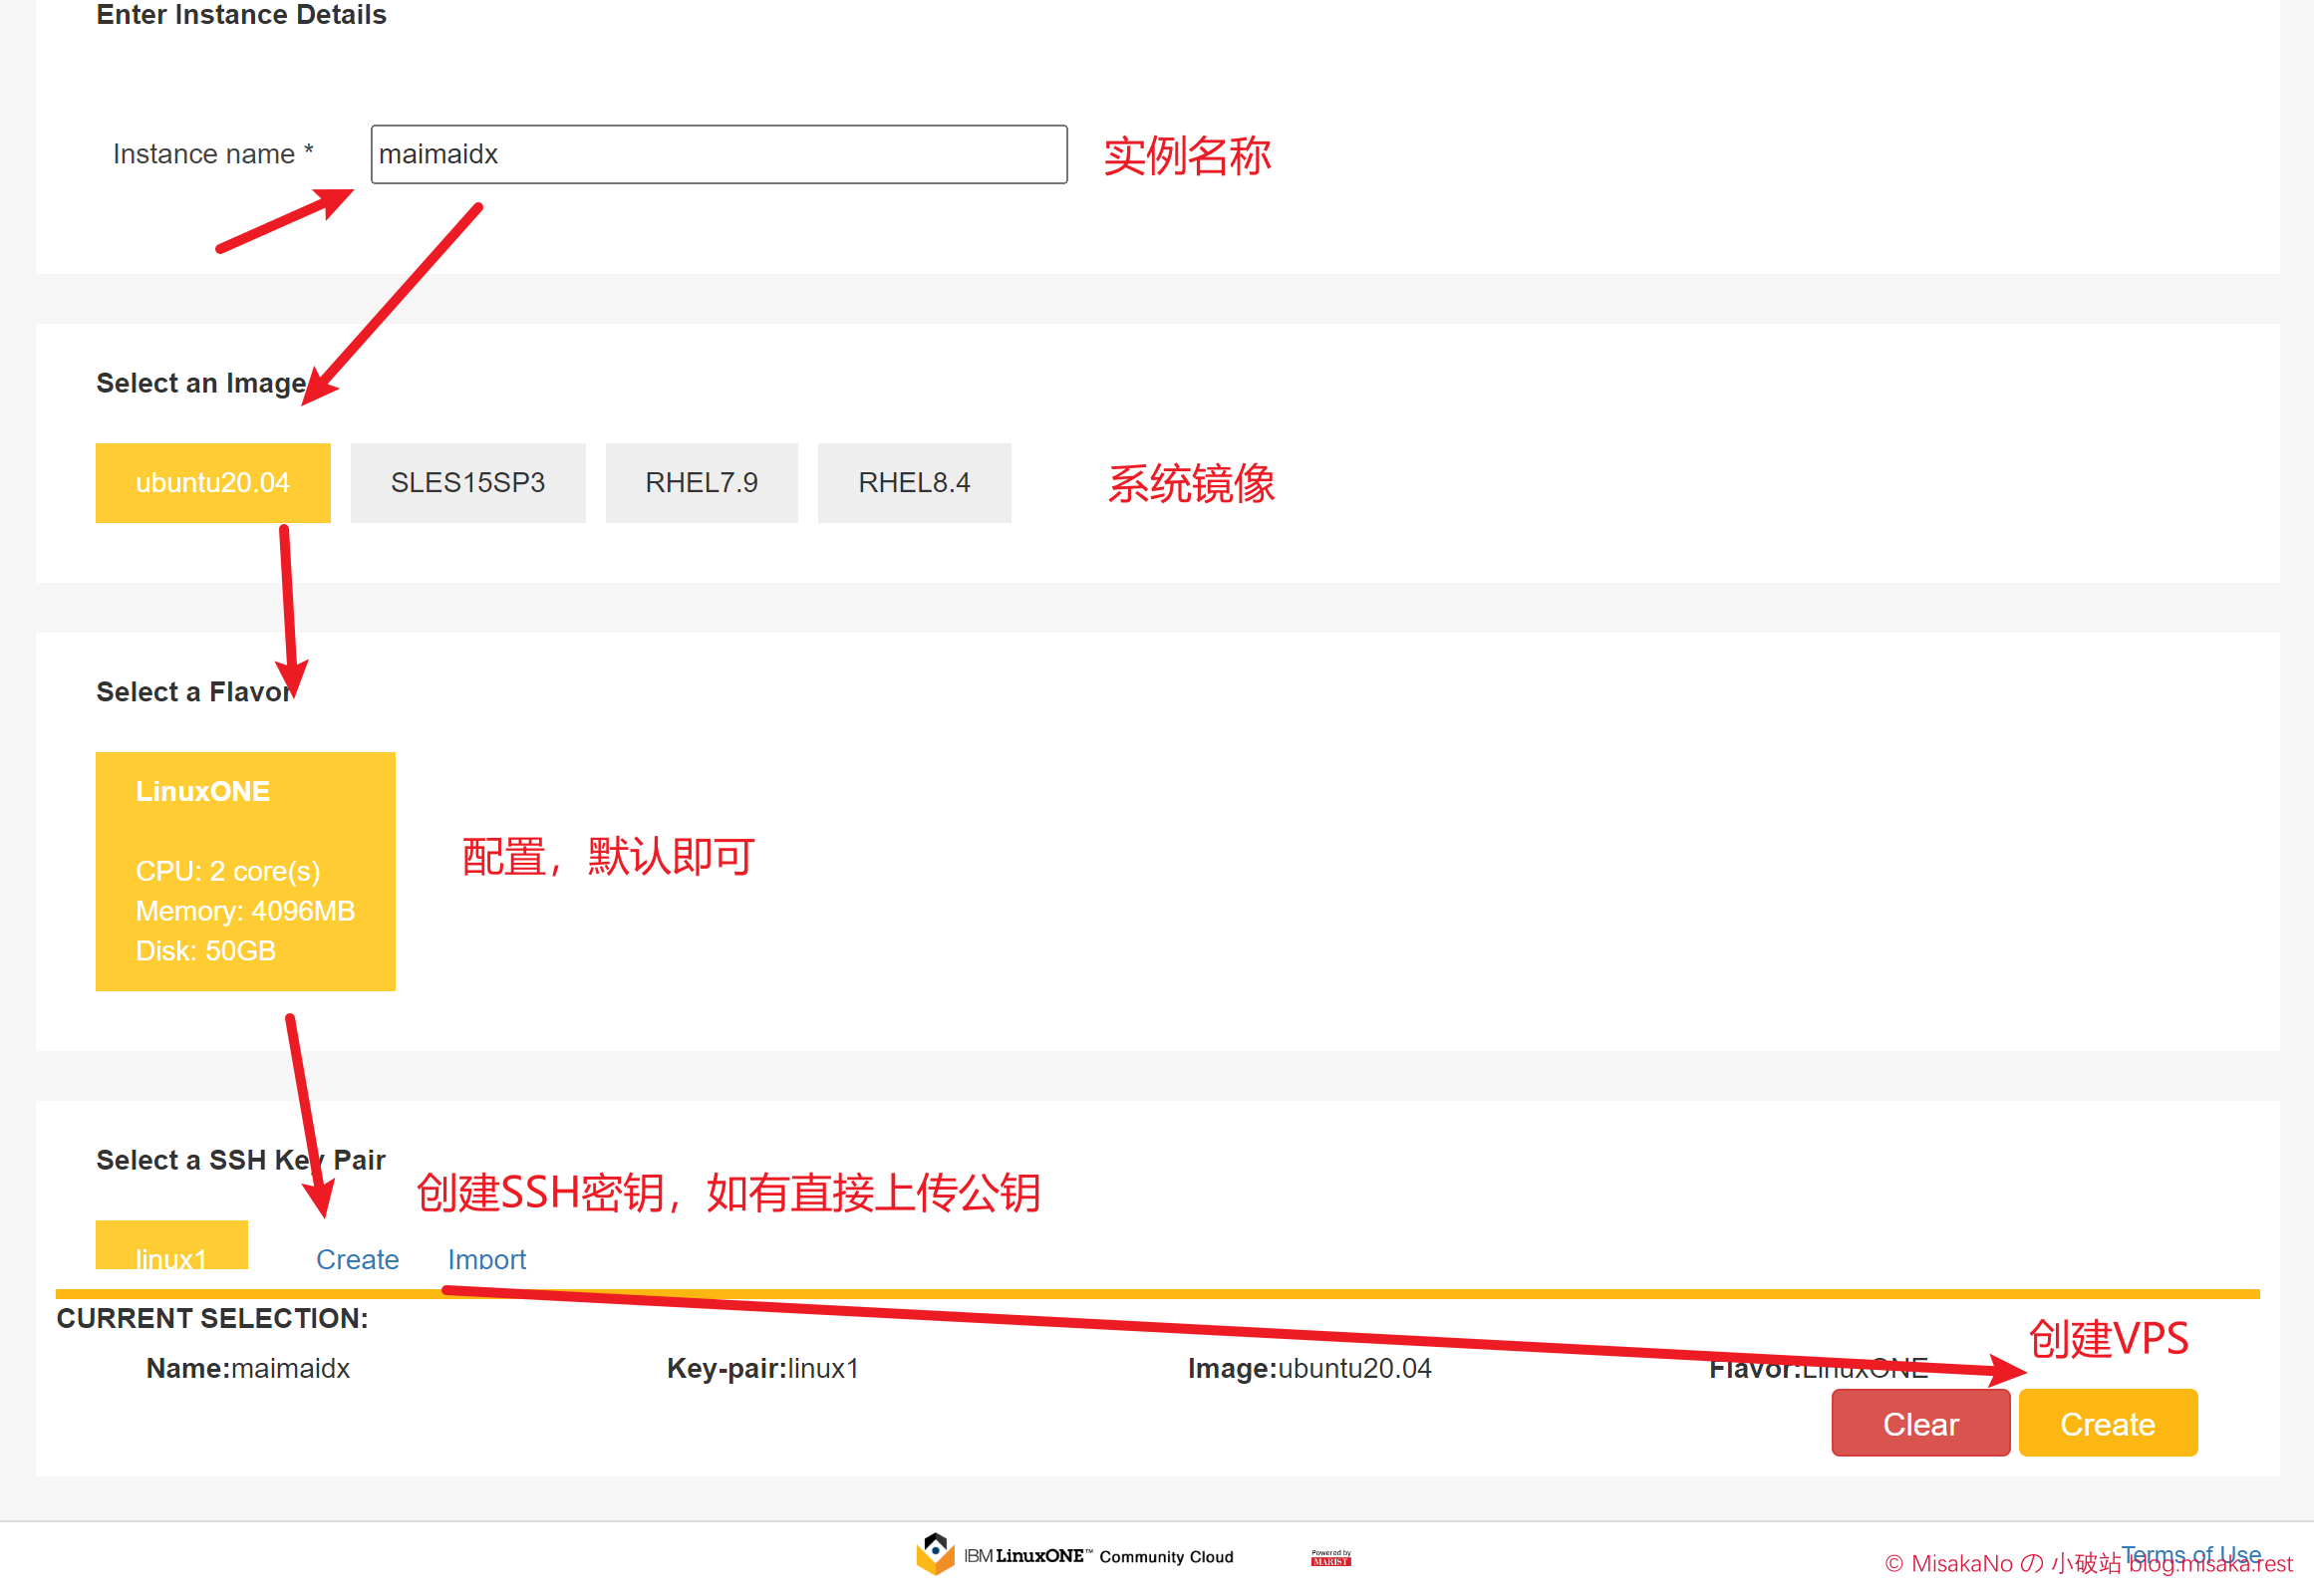 Enter Instance Details
Instance name *
maimaidx
实例名称
Select an Image
ubuntu20.04
SLES15SP3
RHEL7.9
RHEL8.4
系统镜像
Select a Flavor
LinuxONE
CPU: 2 core(s)
Memory: 4096MB
Disk: 50GB
配置，默认即可
Select a SSH Key Pair
创建SSH密钥，如有直接上传公钥
linux1
Create
Import
CURRENT SELECTION:
Name:maimaidx
Key-pair:linux1
Image:ubuntu20.04
Flavor:LinuxONE
创建VPS
Clear
Create
IBM LinuxONE™ Community Cloud
Powered by
MARIST
Terms of Use
© MisakaNo の 小破站 blog.misaka.rest